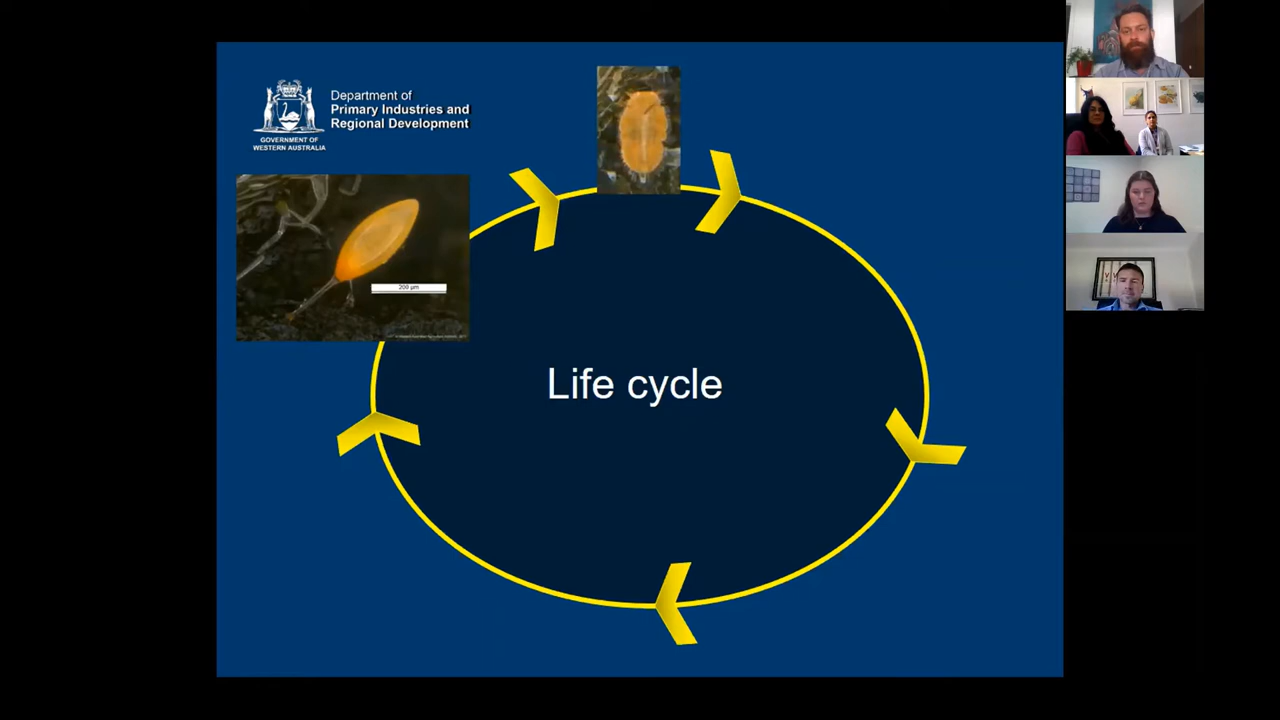 Department of
Primary Industries and
Regional Development
GOVERNMENT OF
WESTERN AUSTRALIA
200 µm
Life cycle